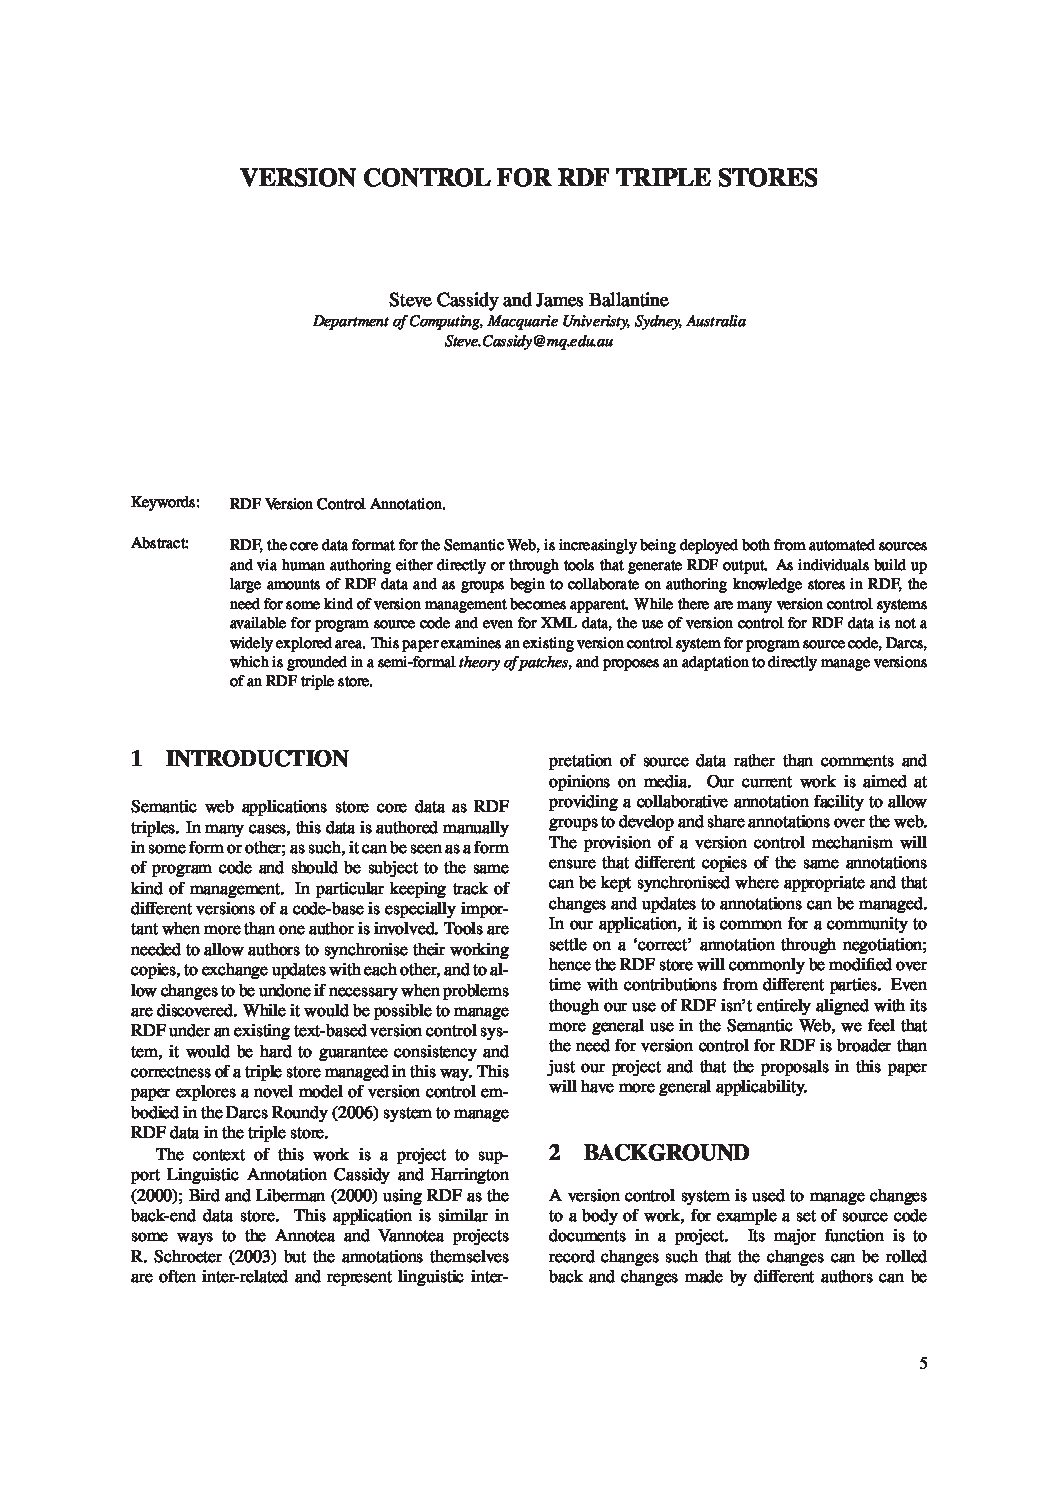 VERSION CONTROL FOR RDF TRIPLE STORES
Steve Cassidy and James Ballantine
Department of Computing, Macquarie Univeristy, Sydney, Australia
Steve.Cassidy@mq.edu.au
Keywords: RDF Version Control Annotation.
Abstract: RDF, the core data format for the Semantic Web, is increasingly being deployed both from automated sources
and via human authoring either directly or through tools that generate RDF output. As individuals build up
large amounts of RDF data and as groups begin to collaborate on authoring knowledge stores in RDF, the
need for some kind of version management becomes apparent. While there are many version control systems
available for program source code and even for XML data, the use of version control for RDF data is not a
widely explored area. This paper examines an existing version control system for program source code, Darcs,
which is grounded in a semi-formal theory of patches, and proposes an adaptation to directly manage versions
of an RDF triple store.
1 INTRODUCTION
Semantic web applications store core data as RDF
triples. In many cases, this data is authored manually
in some form or other; as such, it can be seen as a form
of program code and should be subject to the same
kind of management. In particular keeping track of
different versions of a code-base is especially impor-
tant when more than one author is involved. Tools are
needed to allow authors to synchronise their working
copies, to exchange updates with each other, and to al-
low changes to be undone if necessary when problems
are discovered. While it would be possible to manage
RDF under an existing text-based version control sys-
tem, it would be hard to guarantee consistency and
correctness of a triple store managed in this way. This
paper explores a novel model of version control em-
bodied in the Darcs Roundy (2006) system to manage
RDF data in the triple store.
The context of this work is a project to sup-
port Linguistic Annotation Cassidy and Harrington
(2000); Bird and Liberman (2000) using RDF as the
back-end data store. This application is similar in
some ways to the Annotea and Vannotea projects
R. Schroeter (2003) but the annotations themselves
are often inter-related and represent linguistic inter-
pretation of source data rather than comments and
opinions on media. Our current work is aimed at
providing a collaborative annotation facility to allow
groups to develop and share annotations over the web.
The provision of a version control mechanism will
ensure that different copies of the same annotations
can be kept synchronised where appropriate and that
changes and updates to annotations can be managed.
In our application, it is common for a community to
settle on a ‘correct’ annotation through negotiation;
hence the RDF store will commonly be modified over
time with contributions from different parties. Even
though our use of RDF isn’t entirely aligned with its
more general use in the Semantic Web, we feel that
the need for version control for RDF is broader than
just our project and that the proposals in this paper
will have more general applicability.
2 BACKGROUND
A version control system is used to manage changes
to a body of work, for example a set of source code
documents in a project. Its major function is to
record changes such that the changes can be rolled
back and changes made by different authors can be
5